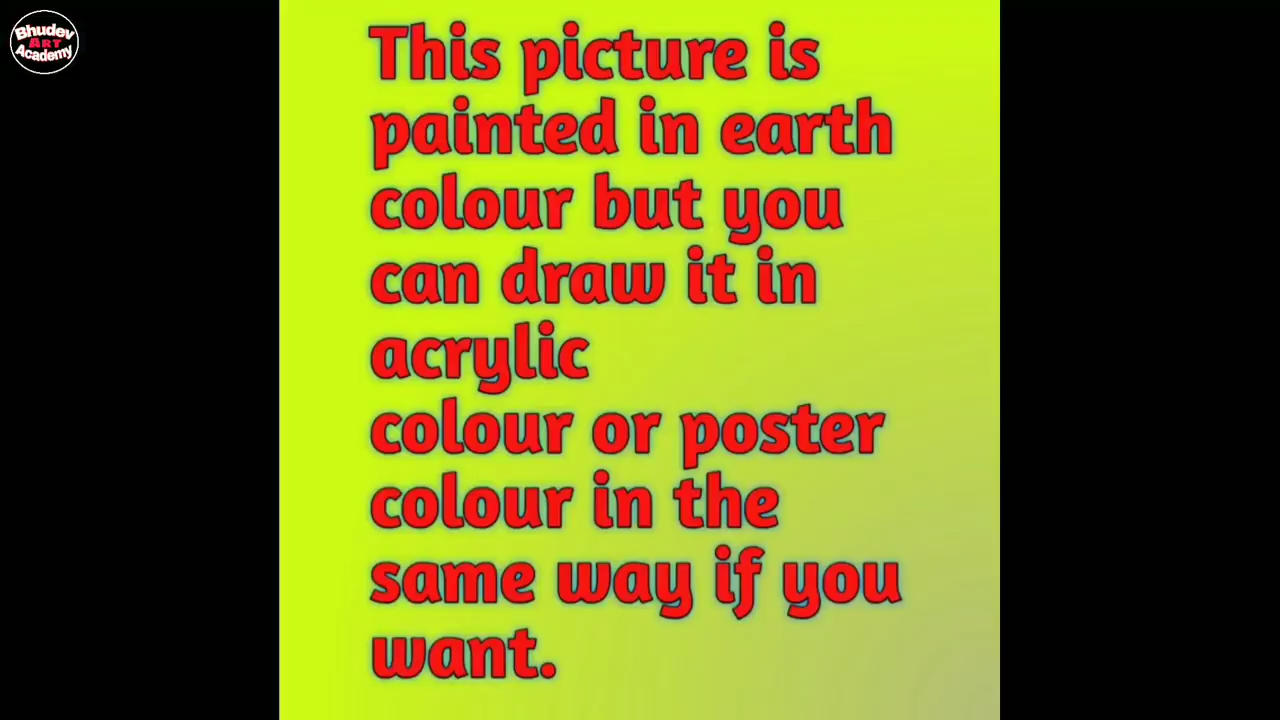 Bhudev
ART
Academy
This picture is
painted in earth
colour but you
can draw it in
acrylic
colour or poster
colour in the
same way if you
want.